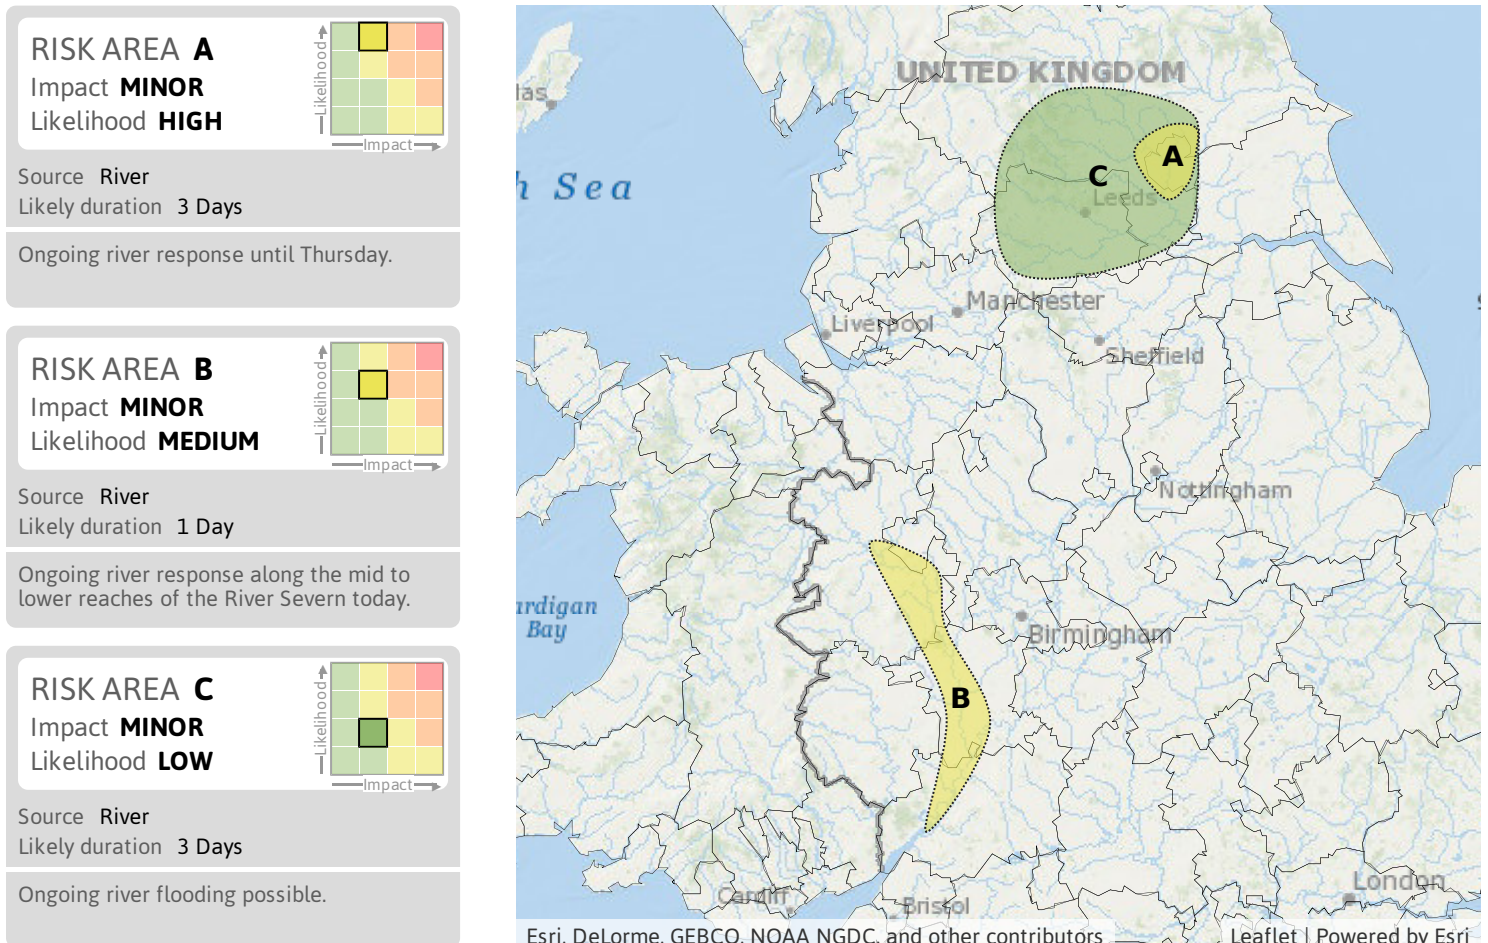 RISK AREA A
Impact MINOR
Likelihood HIGH
Likelihood
Impact
Source River
Likely duration 3 Days
Ongoing river response until Thursday.
RISK AREA B
Impact MINOR
Likelihood MEDIUM
Likelihood
Impact
Source River
Likely duration 1 Day
Ongoing river response along the mid to
lower reaches of the River Severn today.
RISK AREA C
Impact MINOR
Likelihood LOW
Likelihood
Impact
Source River
Likely duration 3 Days
Ongoing river flooding possible.
UNITED KINGDOM
las
h Sea
A
C
Leeds
Manchester
Liverpool
Sheffield
Nottingham
ardigan
Bay
Birmingham
B
London
Cardiff
Bristol
Esri, DeLorme, GEBCO, NOAA NGDC, and other contributors
Leaflet | Powered by Esri